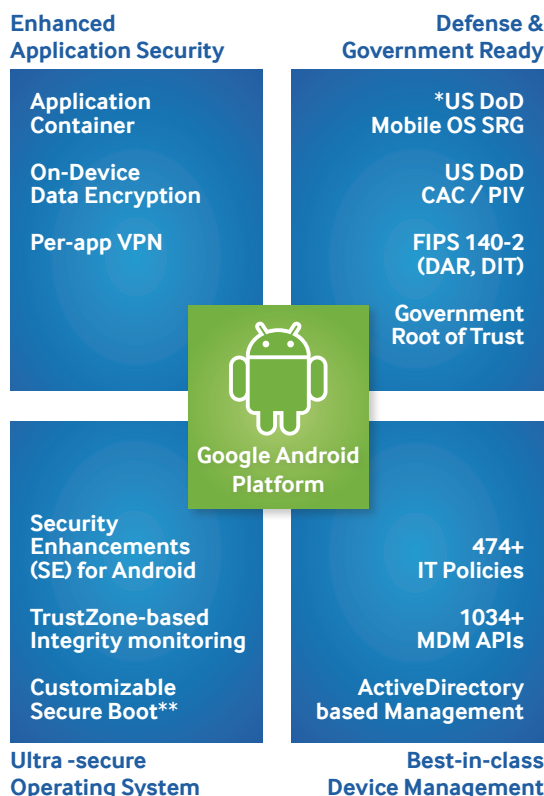 Enhanced
Application Security
Defense &
Government Ready
Application
Container
On-Device
Data Encryption
Per-app VPN
*US DoD
Mobile OS SRG
US DoD
CAC / PIV
FIPS 140-2
(DAR, DIT)
Government
Root of Trust
Google Android
Platform
Security
Enhancements
(SE) for Android
TrustZone-based
Integrity monitoring
Customizable
Secure Boot**
474+
IT Policies
1034+
MDM APIs
ActiveDirectory
based Management
Ultra -secure
Operating System
Best-in-class
Device Management